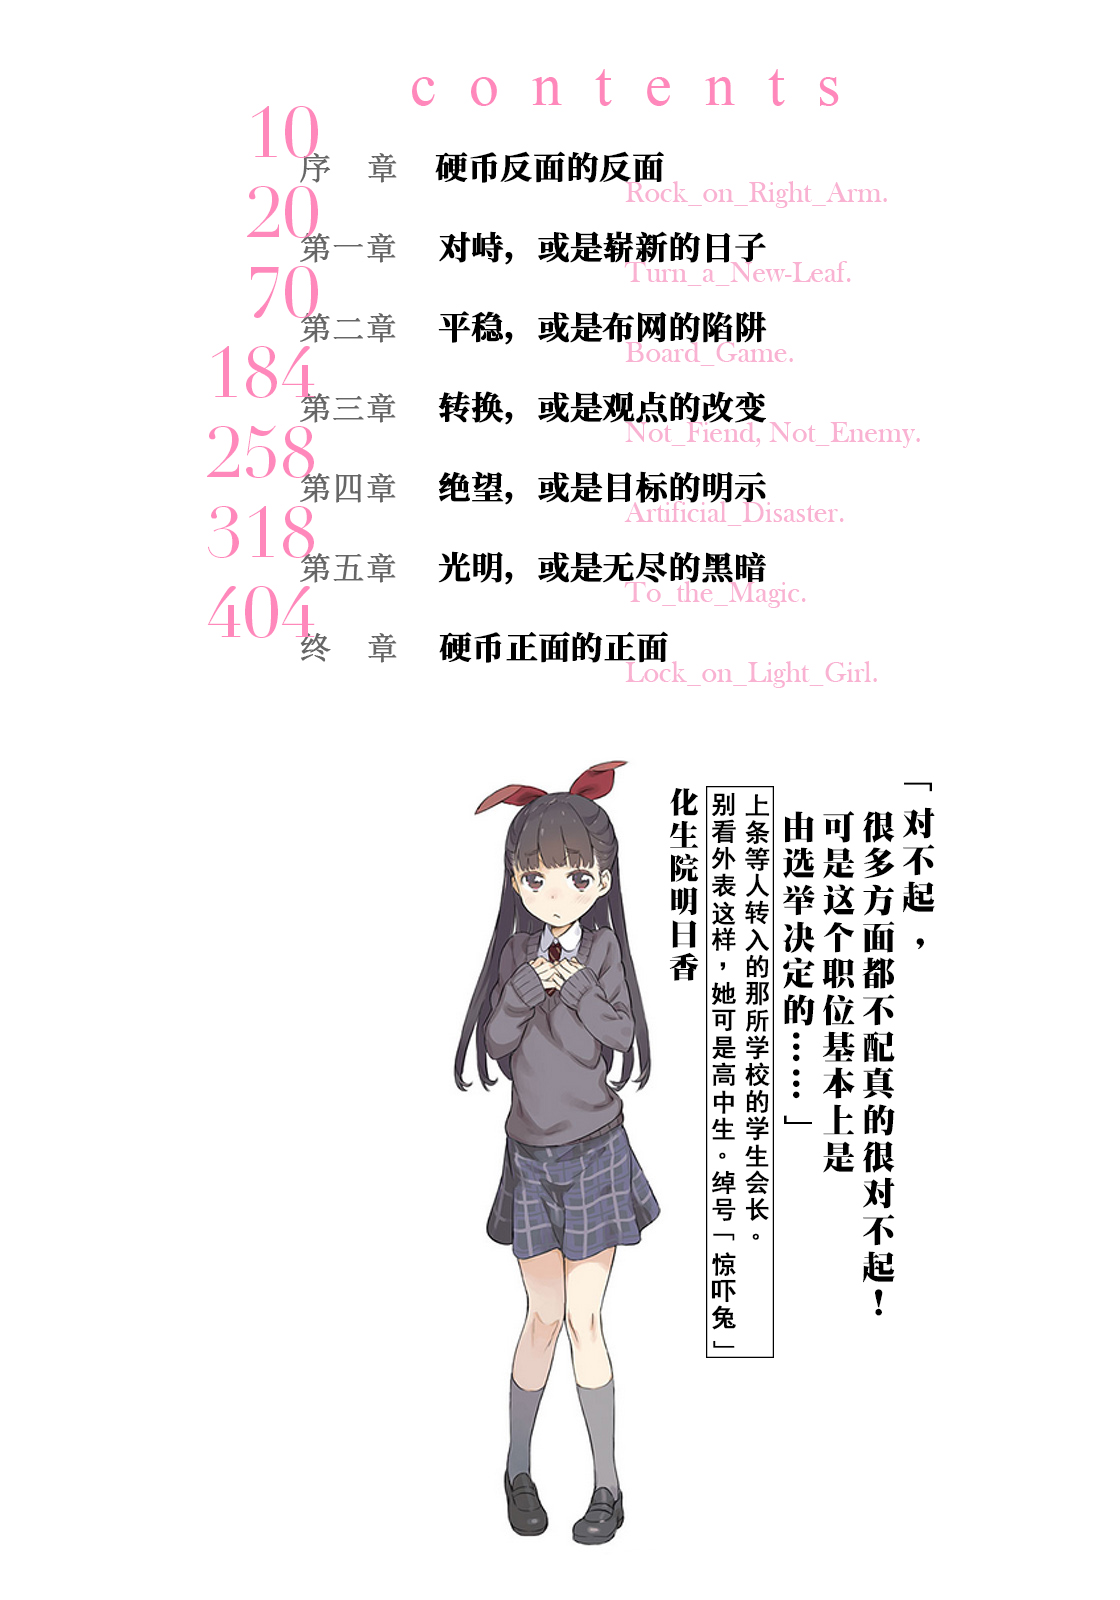 contents
10
序　章　硬币反面的反面
Rock_on_Right_Arm.
20
第一章　对峙，或是崭新的日子
Turn_a_New-Leaf.
70
第二章　平稳，或是布网的陷阱
Board_Game.
184
第三章　转换，或是观点的改变
Not_Fiend, Not_Enemy.
258
第四章　绝望，或是目标的明示
Artificial_Disaster.
318
第五章　光明，或是无尽的黑暗
To_the_Magic.
404
终　章　硬币正面的正面
Lock_on_Light_Girl.
「对不起，
很多方面都不配真的很对不起！
可是这个职位基本上是
由选举决定的……」
上条等人转入的那所学校的学生会长。
别看外表这样，她可是高中生。绰号「惊吓兔」
化生院明日香